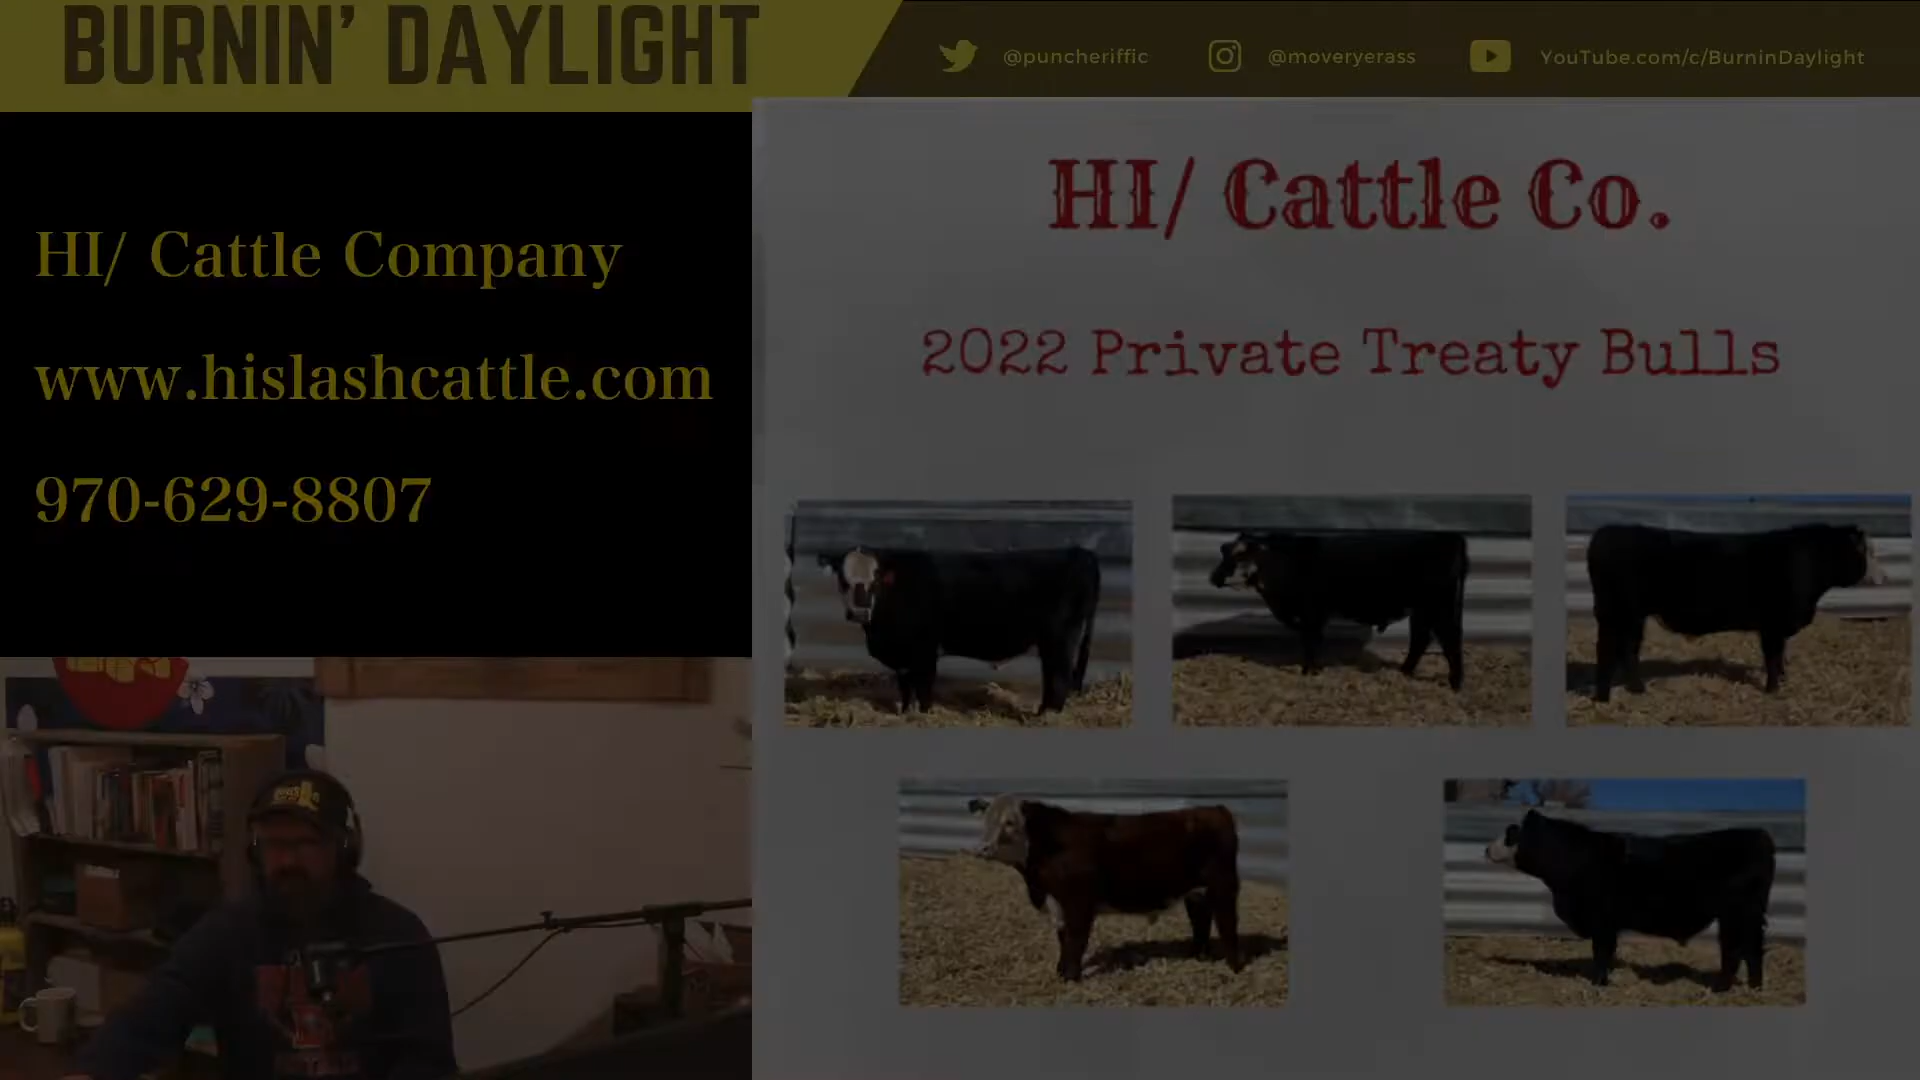 BURNIN' DAYLIGHT
@puncheriffic
@moveryerass
YouTube.com/c/BurninDaylight
HI/ Cattle Company
www.hislashcattle.com
970-629-8807
HI/ Cattle Co.
2022 Private Treaty Bulls